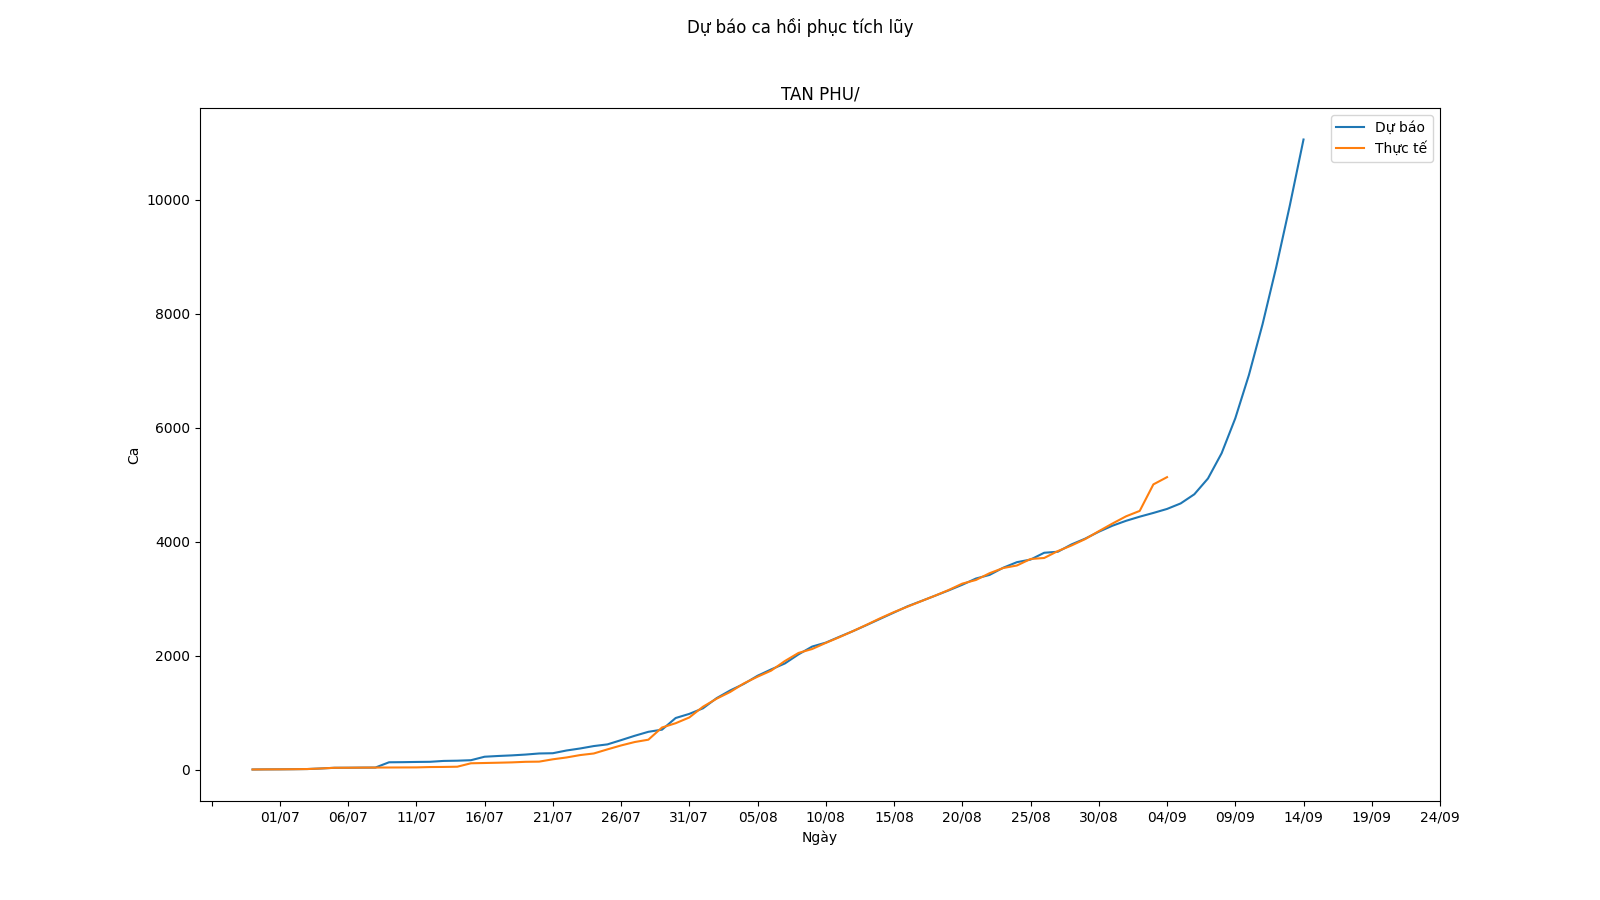 Dự báo ca hồi phục tích lũy
TAN PHU/
Dự báo
Thực tế
10000
8000
6000
4000
2000
0
Ca
01/07 06/07 11/07 16/07 21/07 26/07 31/07 05/08 10/08 15/08 20/08 25/08 30/08 04/09 09/09 14/09 19/09 24/09
Ngày